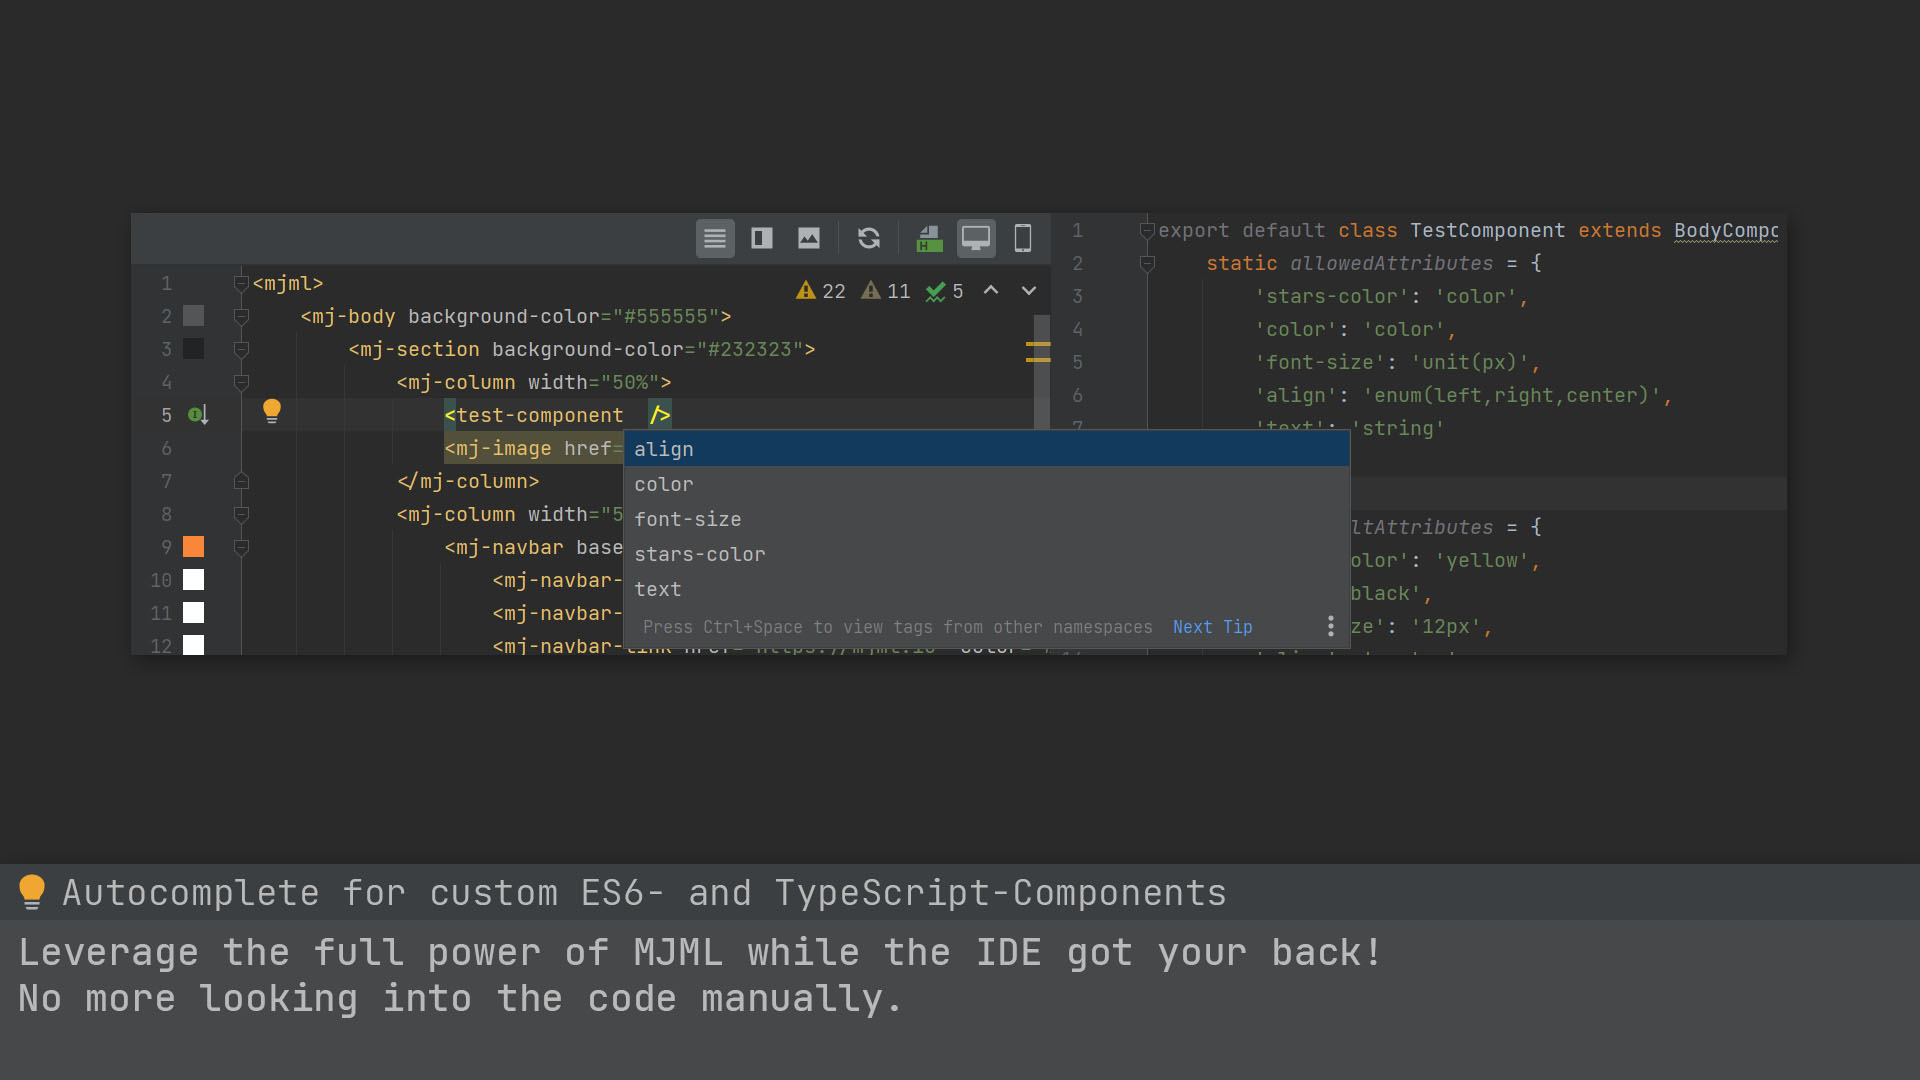 22 11 5
1 <mjml>
2 <mj-body background-color="#555555">
3 <mj-section background-color="#232323">
4 <mj-column width="50%">
5 <test-component />
6 <mj-image href=
7 </mj-column>
8 <mj-column width="5
9 <mj-navbar base
10 <mj-navbar-
11 <mj-navbar-
12 <mj-navbar-link href="https://mjml.io" color="
align
color
font-size
stars-color
text
Press Ctrl+Space to view tags from other namespaces Next Tip
1 export default class TestComponent extends BodyCompo
2 static allowedAttributes = {
3 'stars-color': 'color',
4 'color': 'color',
5 'font-size': 'unit(px)',
6 'align': 'enum(left,right,center)',
7 'text': 'string'
ltAttributes = {
olor': 'yellow',
black',
ze': '12px',
H
Autocomplete for custom ES6- and TypeScript-Components
Leverage the full power of MJML while the IDE got your back!
No more looking into the code manually.